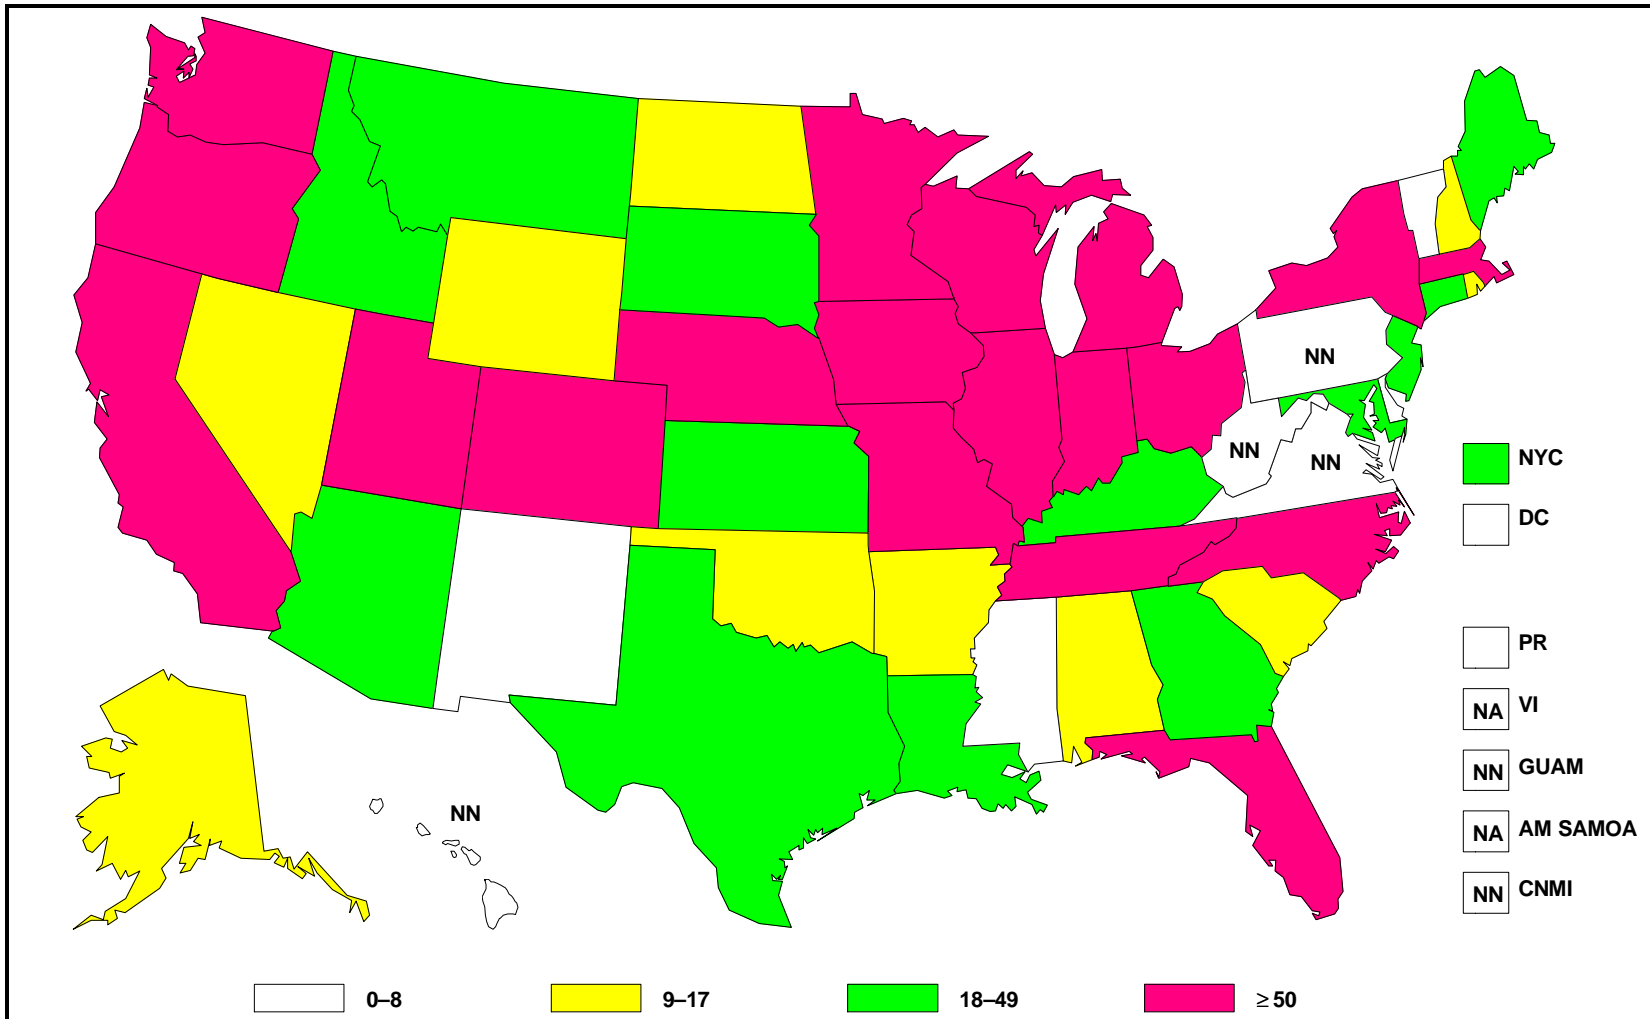 NN
NN
NN
NYC
DC
PR
NA VI
NN GUAM
NN
NA AM SAMOA
NN CNMI
0–8
9–17
18–49
≥ 50